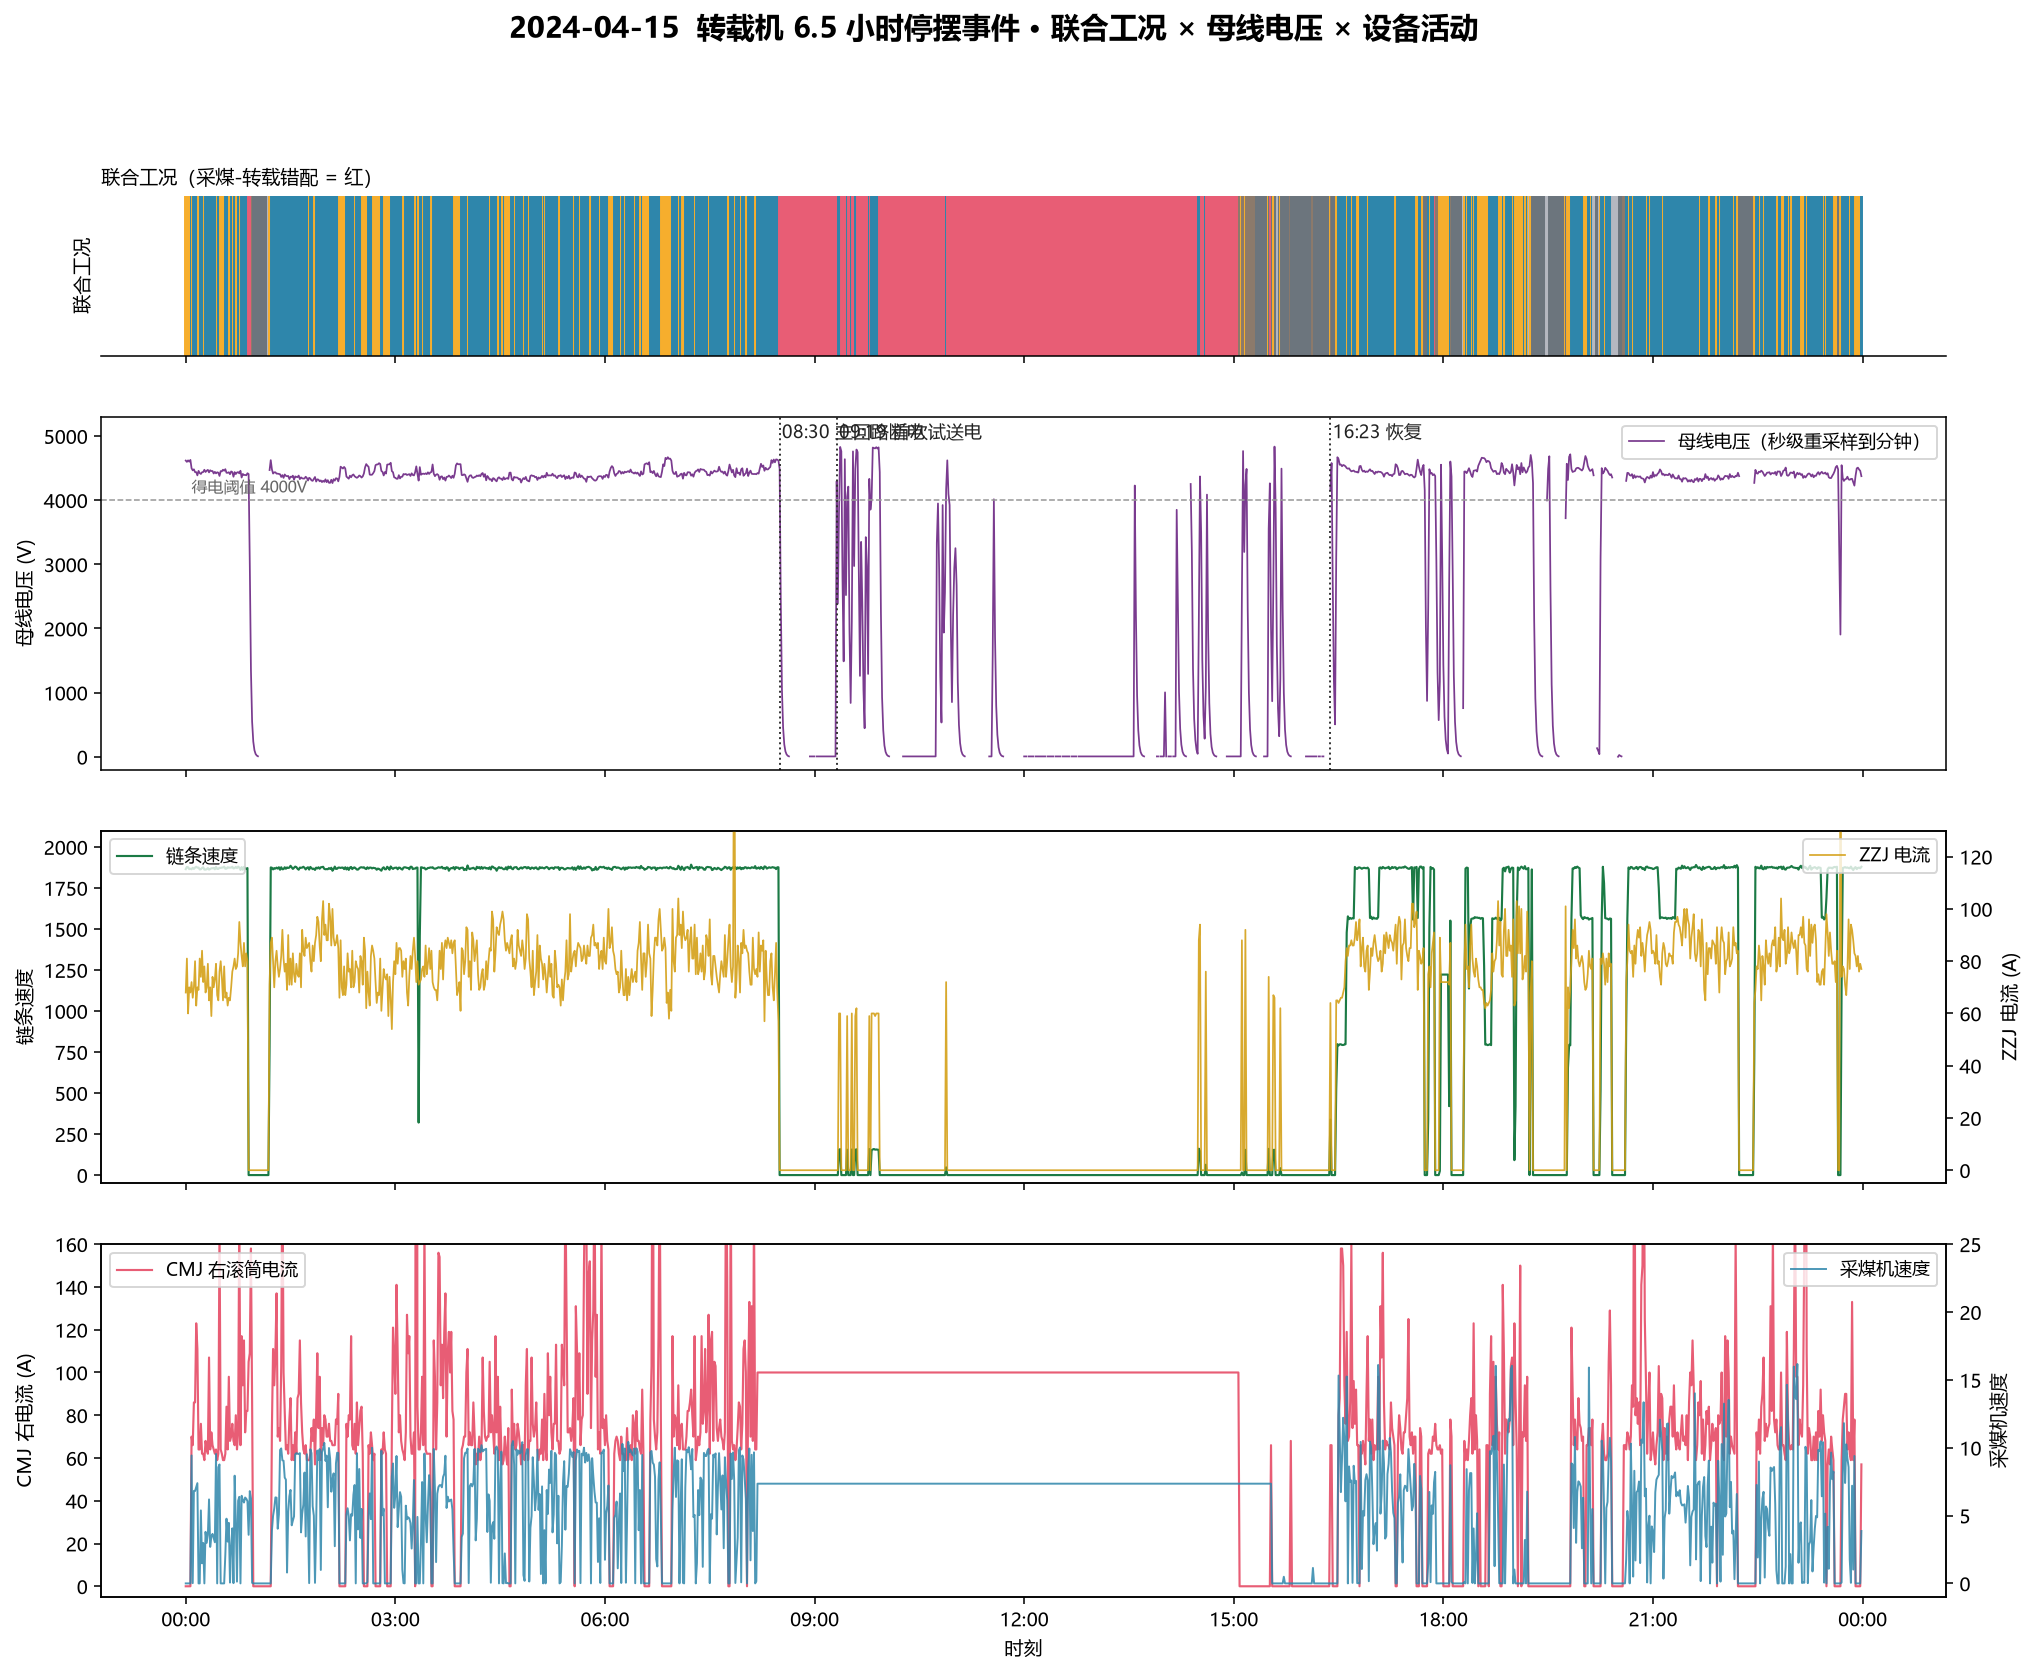 2024-04-15 转载机 6.5 小时停摆事件 · 联合工况 × 母线电压 × 设备活动
联合工况（采煤-转载错配 = 红）
联合工况
5000
4000
3000
2000
1000
0
母线电压 (V)
得电阈值 4000V
08:30
试送电
16:23 恢复
母线电压（秒级重采样到分钟）
2000
1750
1500
1250
1000
750
500
250
0
链条速度
链条速度
ZZJ 电流
120
100
80
60
40
20
0
ZZJ 电流 (A)
160
140
120
100
80
60
40
20
0
CMJ 右电流 (A)
CMJ 右滚筒电流
采煤机速度
25
20
15
10
5
0
采煤机速度
00:00 03:00 06:00 09:00 12:00 15:00 18:00 21:00 00:00
时刻